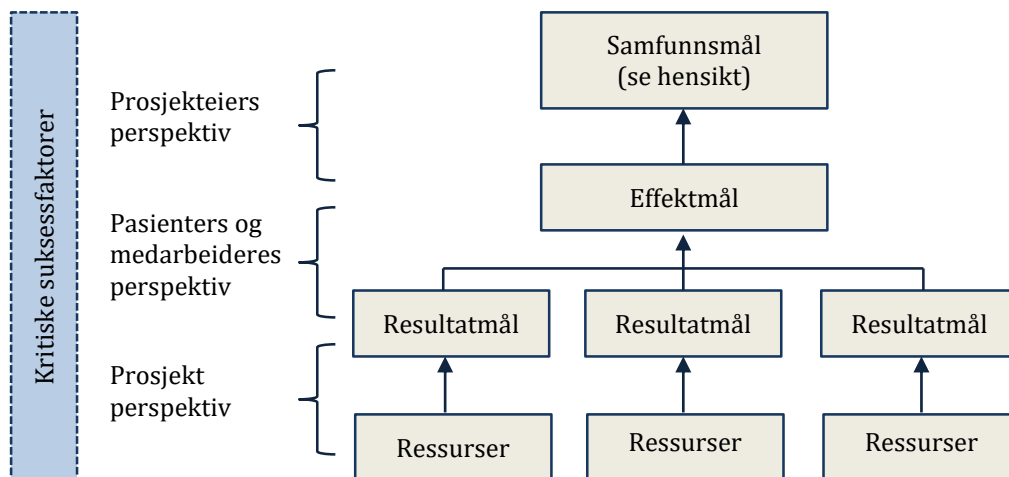 Kritiske suksessfaktorer
Samfunnsmål
(se hensikt)
Prosjekteiers
perspektiv
Effektmål
Pasienters og
medarbeideres
perspektiv
Resultatmål
Resultatmål
Resultatmål
Prosjekt
perspektiv
Ressurser
Ressurser
Ressurser